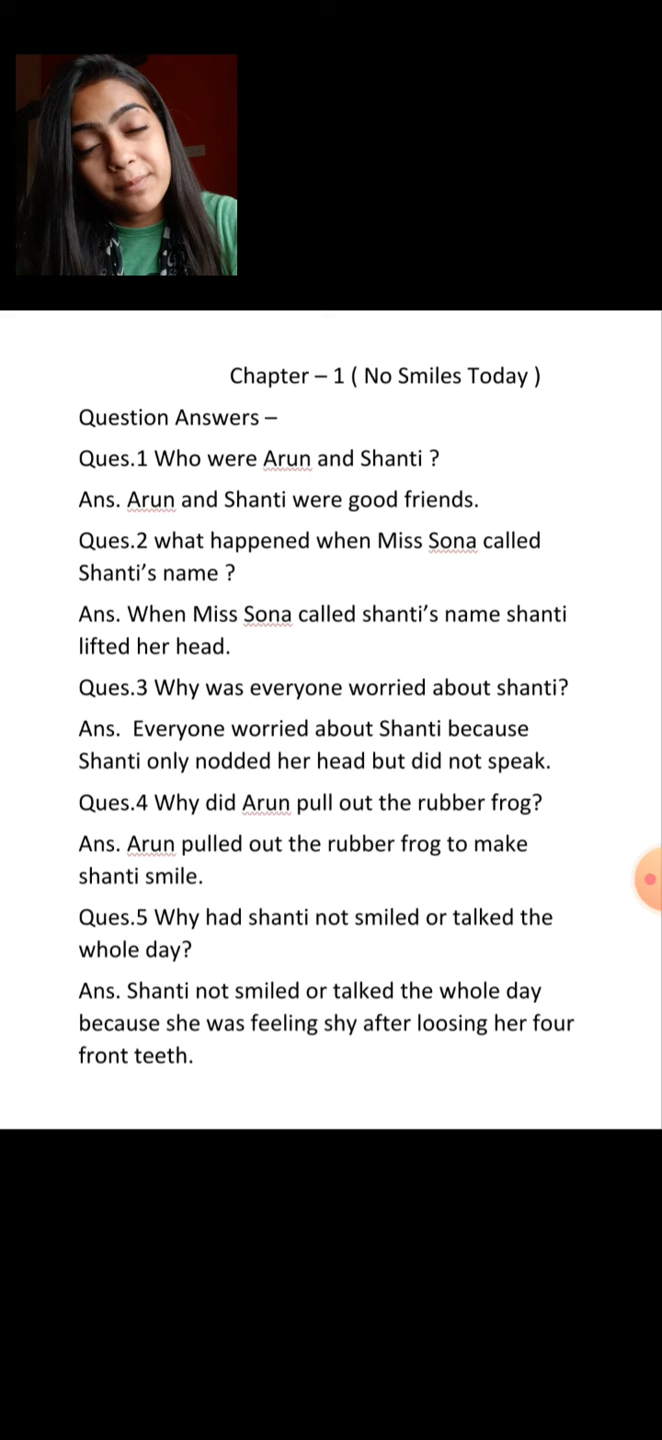 Chapter – 1 ( No Smiles Today )
Question Answers –
Ques.1 Who were Arun and Shanti ?
Ans. Arun and Shanti were good friends.
Ques.2 what happened when Miss Sona called
Shanti’s name ?
Ans. When Miss Sona called shanti’s name shanti
lifted her head.
Ques.3 Why was everyone worried about shanti?
Ans.  Everyone worried about Shanti because
Shanti only nodded her head but did not speak.
Ques.4 Why did Arun pull out the rubber frog?
Ans. Arun pulled out the rubber frog to make
shanti smile.
Ques.5 Why had shanti not smiled or talked the
whole day?
Ans. Shanti not smiled or talked the whole day
because she was feeling shy after loosing her four
front teeth.